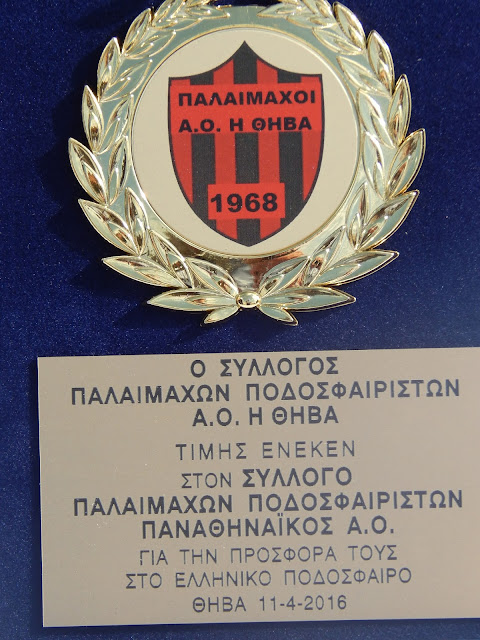 ΠΑΛΑΙΜΑΧΟΙ
Α.Ο. Η ΘΗΒΑ
1968
Ο ΣΥΛΛΟΓΟΣ
ΠΑΛΑΙΜΑΧΩΝ ΠΟΔΟΣΦΑΙΡΙΣΤΩΝ
Α.Ο. Η ΘΗΒΑ
ΤΙΜΗΣ ΕΝΕΚΕΝ
ΣΤΟΝ ΣΥΛΛΟΓΟ
ΠΑΛΑΙΜΑΧΩΝ ΠΟΔΟΣΦΑΙΡΙΣΤΩΝ
ΠΑΝΑΘΗΝΑΪΚΟΣ Α.Ο.
ΓΙΑ ΤΗΝ ΠΡΟΣΦΟΡΑ ΤΟΥΣ
ΣΤΟ ΕΛΛΗΝΙΚΟ ΠΟΔΟΣΦΑΙΡΟ
ΘΗΒΑ 11-4-2016